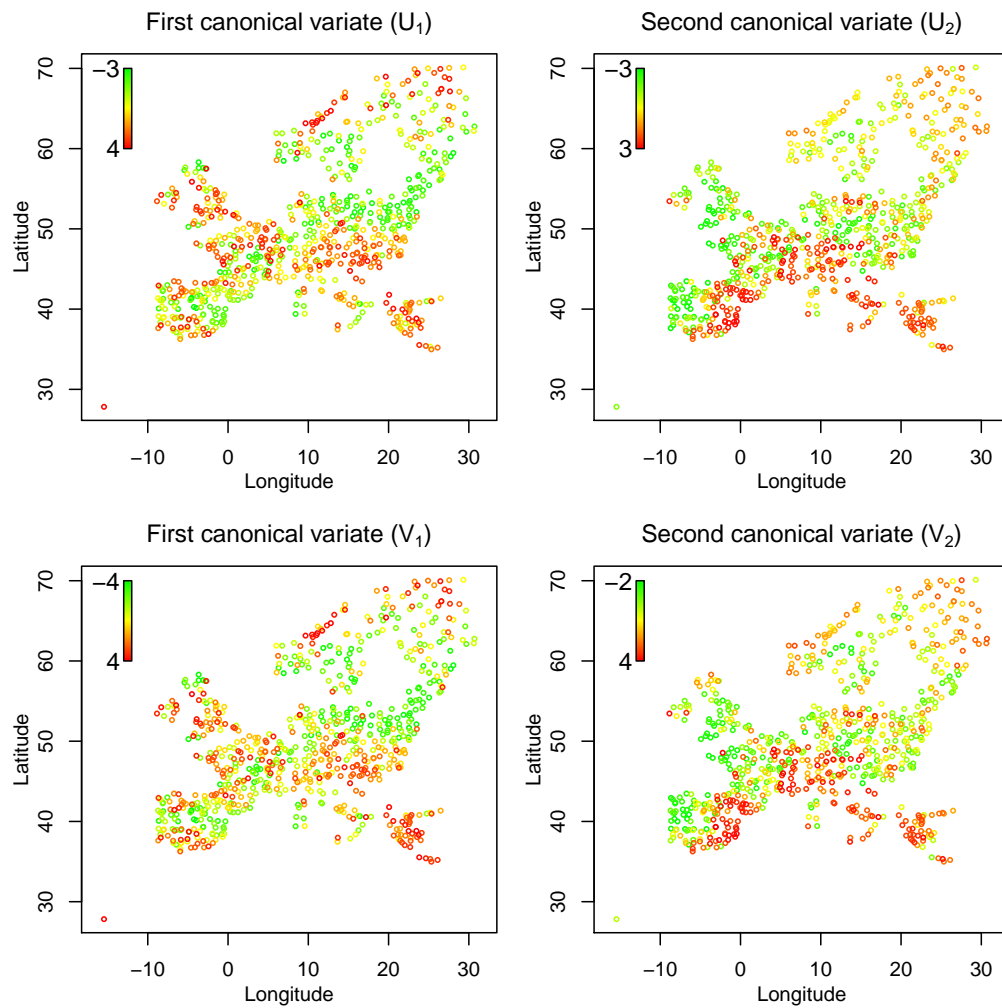 First canonical variate (U₁)
−3
4
Latitude
70
60
50
40
30
−10 0 10 20 30
Longitude
Second canonical variate (U₂)
−3
3
Latitude
70
60
50
40
30
−10 0 10 20 30
Longitude
First canonical variate (V₁)
−4
4
Latitude
70
60
50
40
30
−10 0 10 20 30
Longitude
Second canonical variate (V₂)
−2
4
Latitude
70
60
50
40
30
−10 0 10 20 30
Longitude